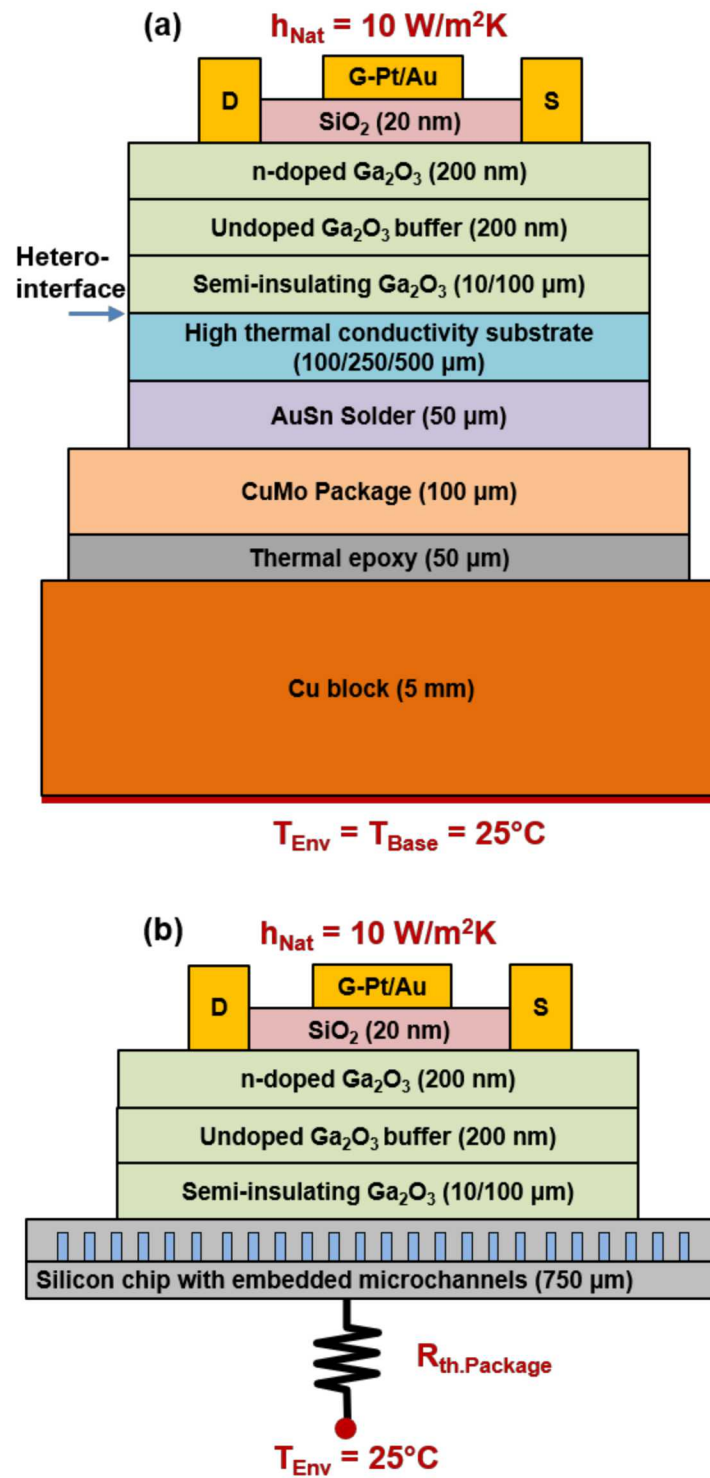 (a) h_Nat = 10 W/m²K
G-Pt/Au
D S
SiO₂ (20 nm)
n-doped Ga₂O₃ (200 nm)
Undoped Ga₂O₃ buffer (200 nm)
Hetero-
interface
Semi-insulating Ga₂O₃ (10/100 μm)
High thermal conductivity substrate
(100/250/500 μm)
AuSn Solder (50 μm)
CuMo Package (100 μm)
Thermal epoxy (50 μm)
Cu block (5 mm)
T_Env = T_Base = 25°C
(b) h_Nat = 10 W/m²K
G-Pt/Au
D S
SiO₂ (20 nm)
n-doped Ga₂O₃ (200 nm)
Undoped Ga₂O₃ buffer (200 nm)
Semi-insulating Ga₂O₃ (10/100 μm)
Silicon chip with embedded microchannels (750 μm)
R_th.Package
T_Env = 25°C